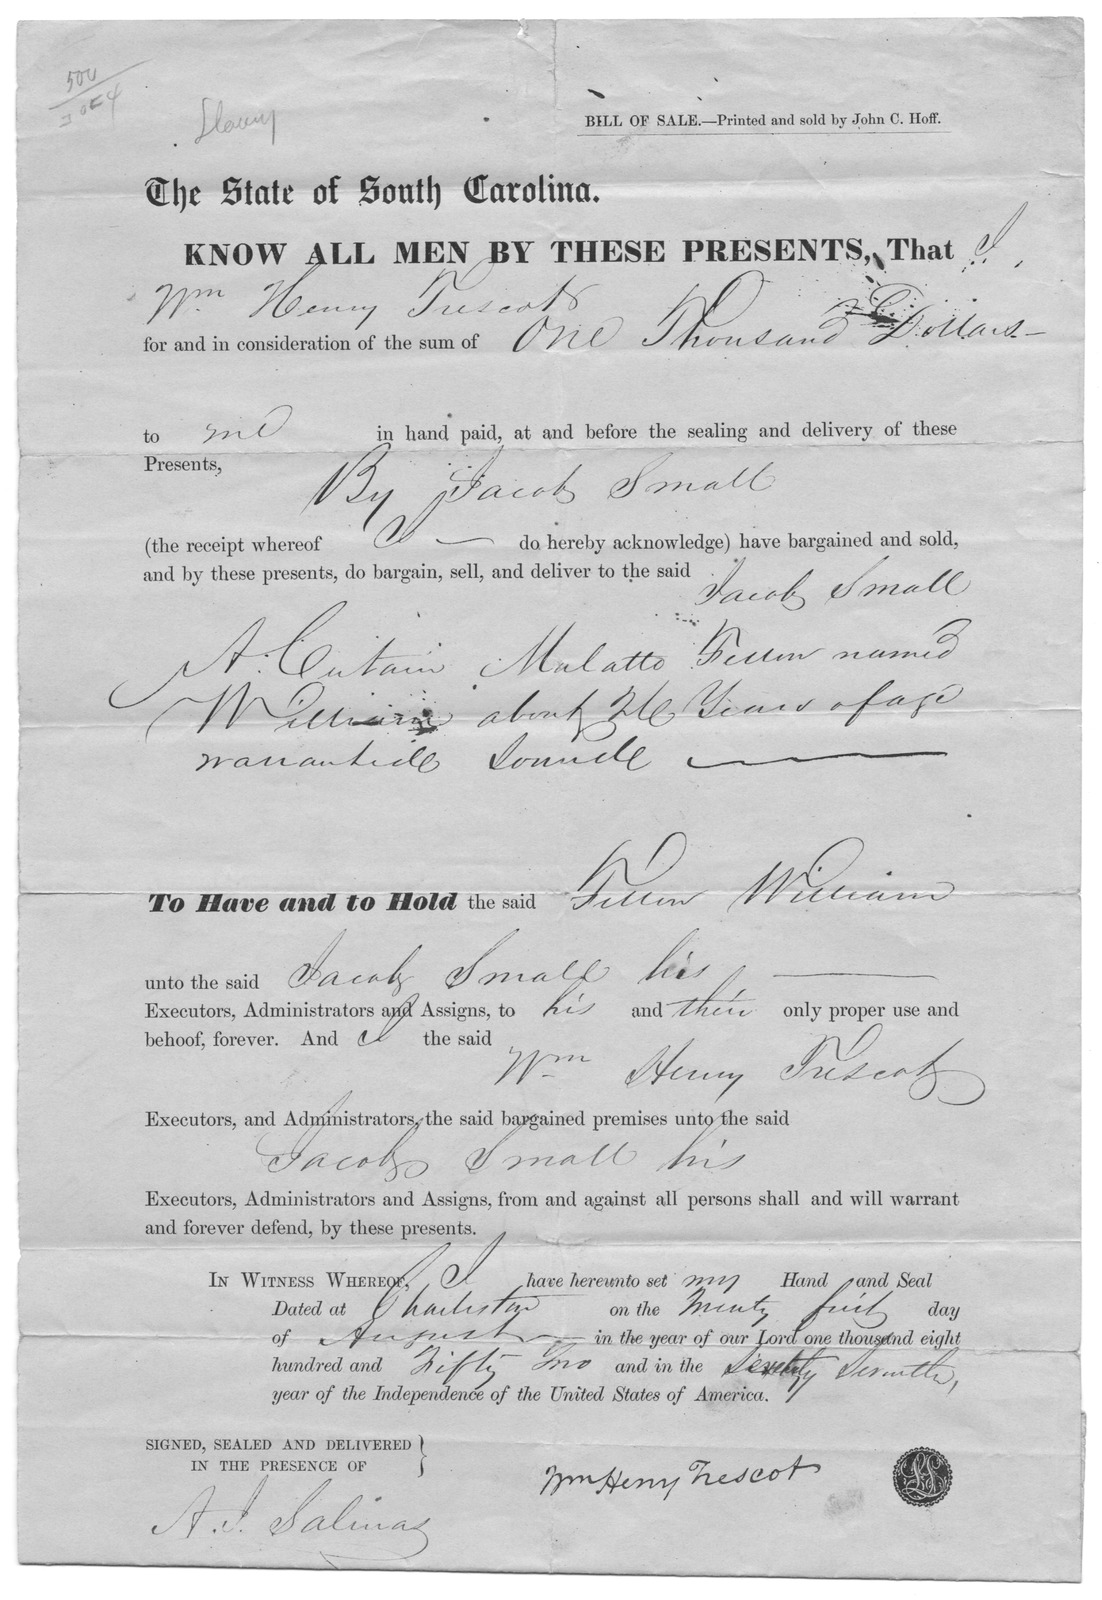 500
Slavery
BILL OF SALE.—Printed and sold by John C. Hoff.
The State of South Carolina.
KNOW ALL MEN BY THESE PRESENTS, That I
Wm Henry Trescot
for and in consideration of the sum of One Thousand Dollars
to me in hand paid, at and before the sealing and delivery of these
Presents, By Jacob Small
(the receipt whereof I do hereby acknowledge) have bargained and sold,
and by these presents, do bargain, sell, and deliver to the said Jacob Small
A Certain Mulatto Fellow named
William about 26 Years of age
warranted Sound
To Have and to Hold the said Fellow William
unto the said Jacob Small his
Executors, Administrators and Assigns, to his and their only proper use and
behoof, forever. And I the said
Wm Henry Trescot
Executors, and Administrators, the said bargained premises unto the said
Jacob Small his
Executors, Administrators and Assigns, from and against all persons shall and will warrant
and forever defend, by these presents.
IN WITNESS WHEREOF, I have hereunto set my Hand and Seal
Dated at Charleston on the Twenty first day
of August in the year of our Lord one thousand eight
hundred and Fifty Two and in the Seventy Seventh,
year of the Independence of the United States of America.
SIGNED, SEALED AND DELIVERED
IN THE PRESENCE OF
Wm Henry Trescot
LS
A. J. Salinas